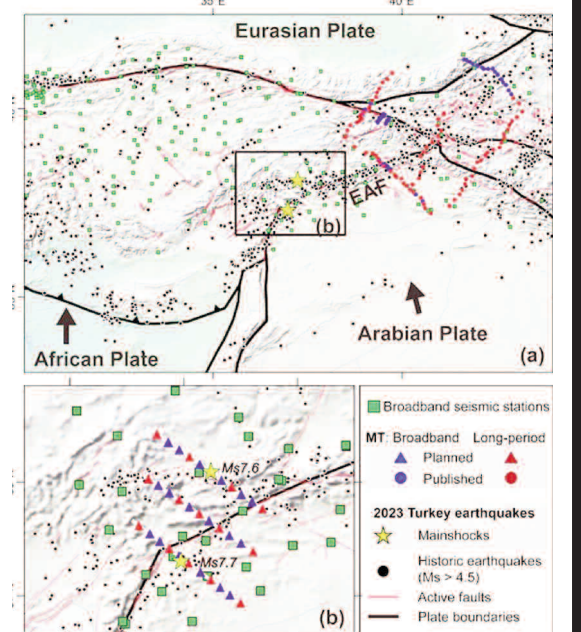 35°E 40°E
Eurasian Plate
EAF
(b)
Arabian Plate
African Plate
(a)
Broadband seismic stations
MT: Broadband Long-period
Planned
Published
2023 Turkey earthquakes
Mainshocks
Historic earthquakes
(Ms > 4.5)
Active faults
Plate boundaries
Ms7.6
Ms7.7
(b)